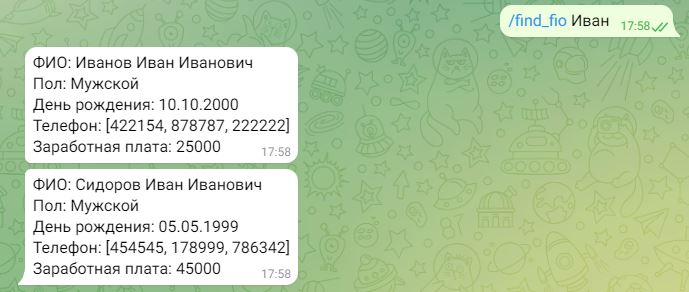 /find_fio Иван 17:58
ФИО: Иванов Иван Иванович
Пол: Мужской
День рождения: 10.10.2000
Телефон: [422154, 878787, 222222]
Заработная плата: 25000 17:58
ФИО: Сидоров Иван Иванович
Пол: Мужской
День рождения: 05.05.1999
Телефон: [454545, 178999, 786342]
Заработная плата: 45000 17:58